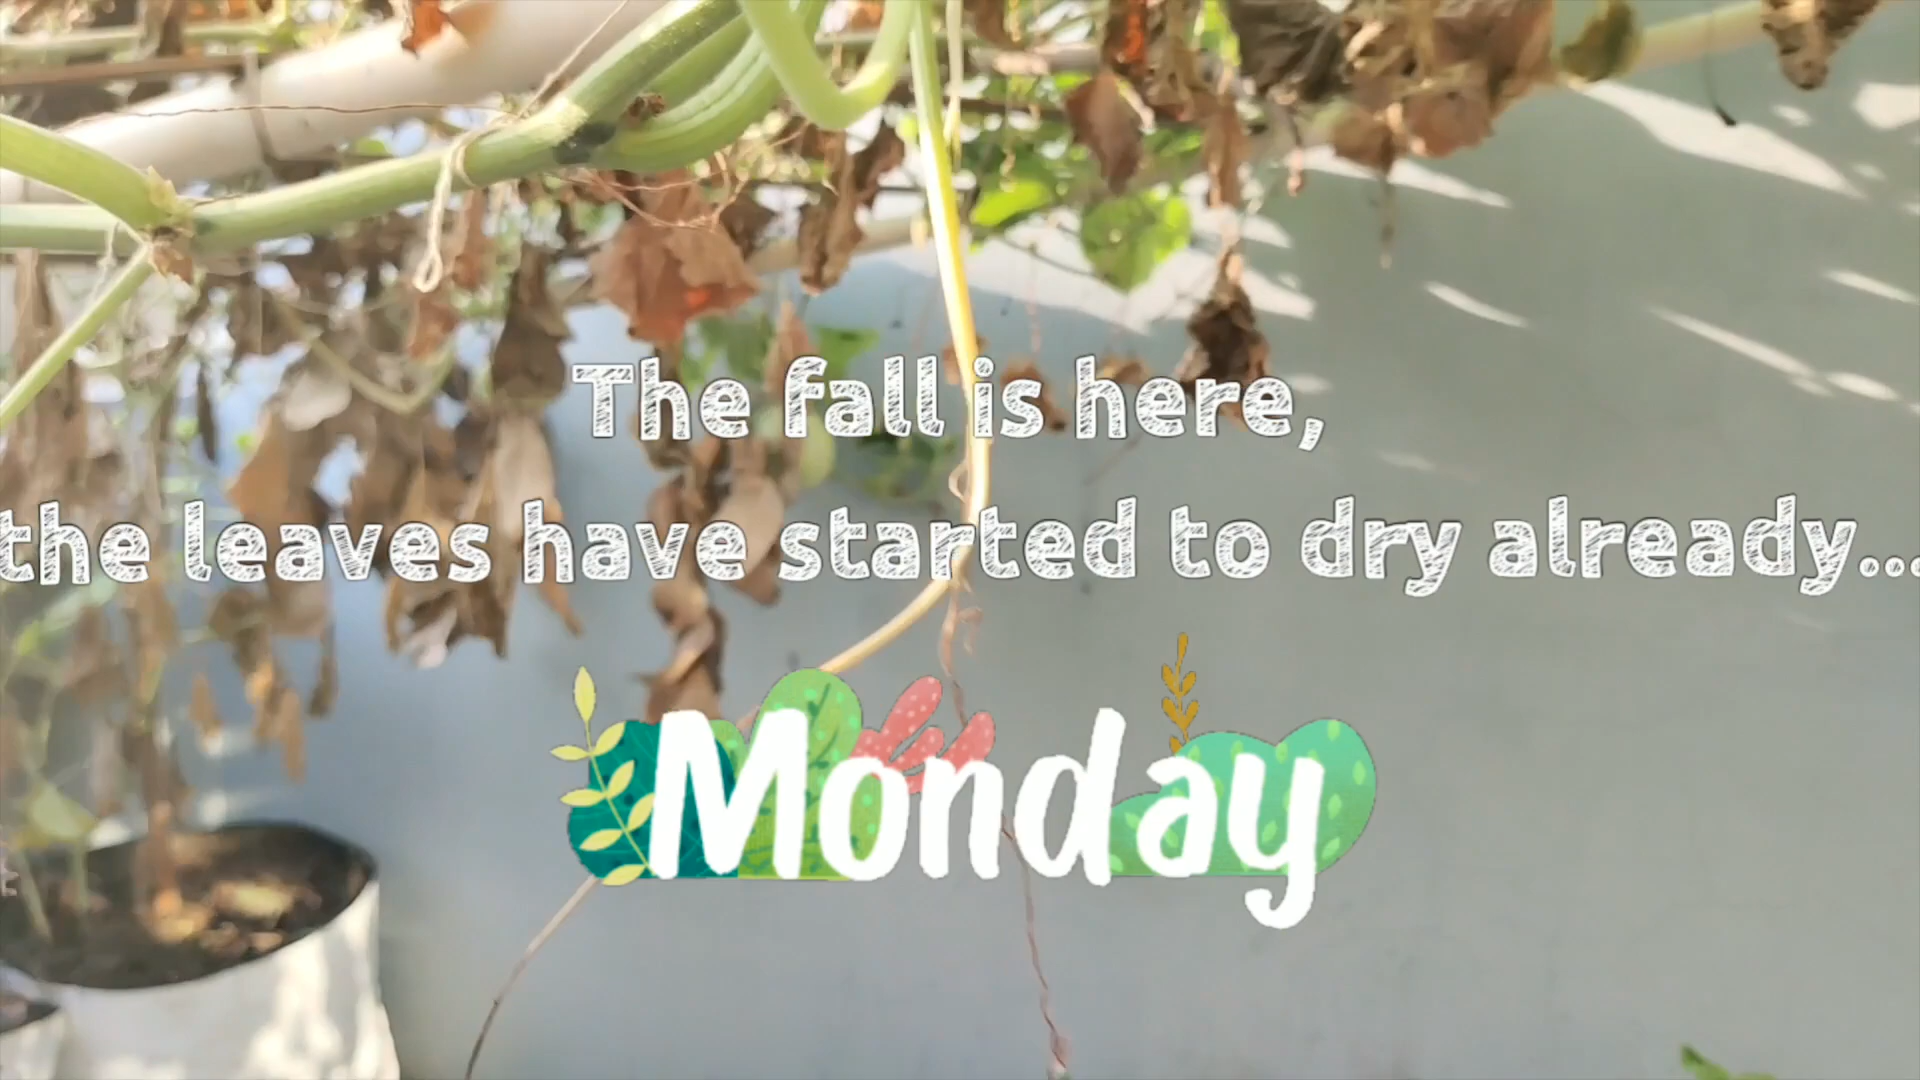 The fall is here,
the leaves have started to dry already...
Monday